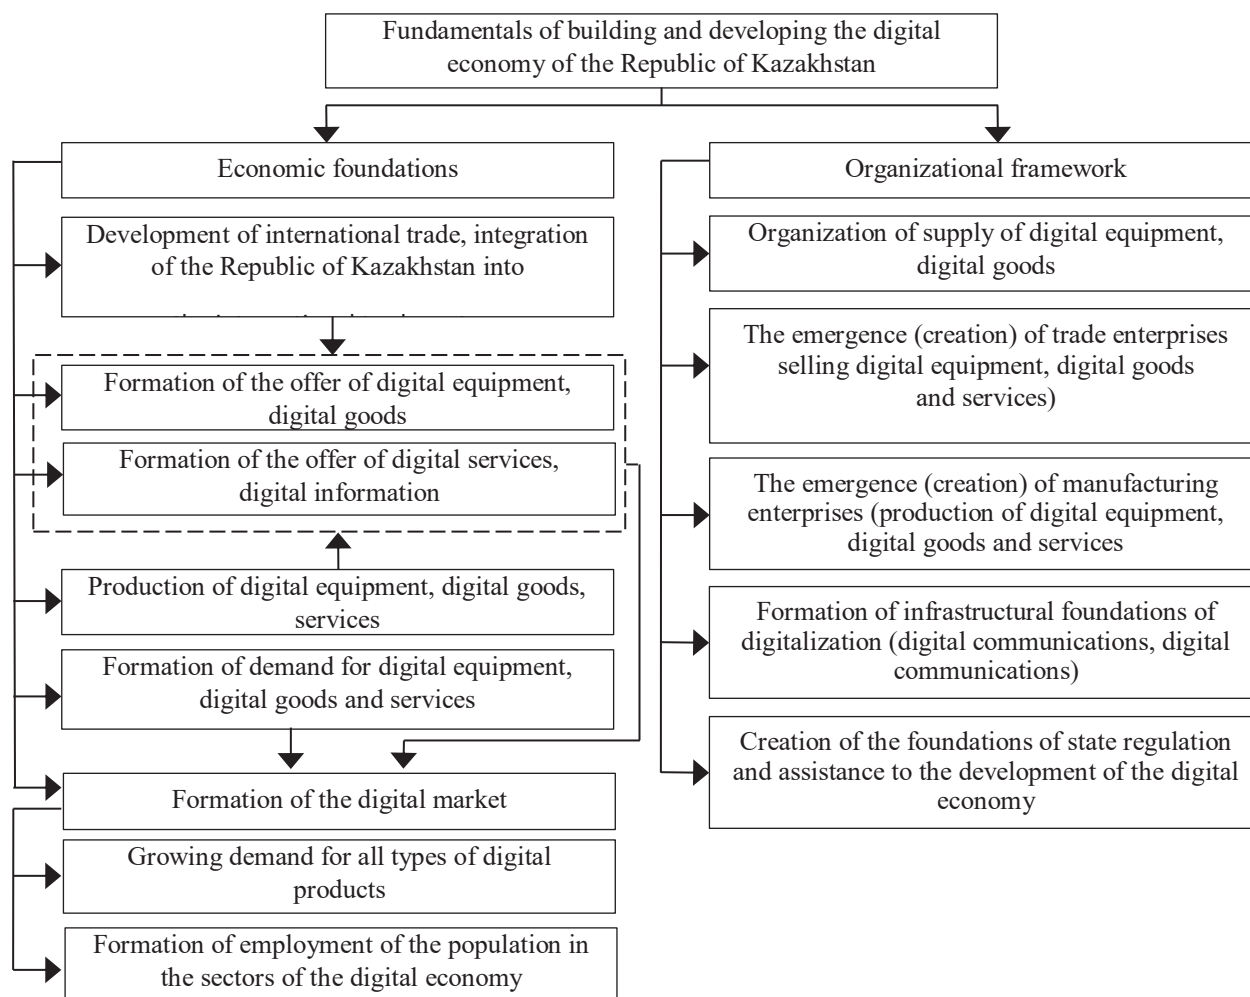 Fundamentals of building and developing the digital
economy of the Republic of Kazakhstan
Economic foundations
Development of international trade, integration
of the Republic of Kazakhstan into
Formation of the offer of digital equipment,
digital goods
Formation of the offer of digital services,
digital information
Production of digital equipment, digital goods,
services
Formation of demand for digital equipment,
digital goods and services
Formation of the digital market
Growing demand for all types of digital
products
Formation of employment of the population in
the sectors of the digital economy
Organizational framework
Organization of supply of digital equipment,
digital goods
The emergence (creation) of trade enterprises
selling digital equipment, digital goods
and services)
The emergence (creation) of manufacturing
enterprises (production of digital equipment,
digital goods and services
Formation of infrastructural foundations of
digitalization (digital communications, digital
communications)
Creation of the foundations of state regulation
and assistance to the development of the digital
economy